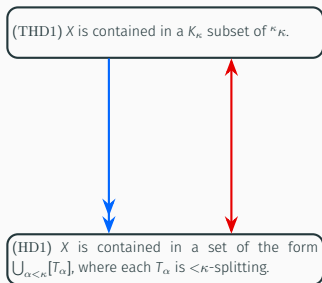 (THD1) X is contained in a K_κ subset of ^κκ.
(HD1) X is contained in a set of the form
⋃_{α<κ}[T_α], where each T_α is <κ-splitting.